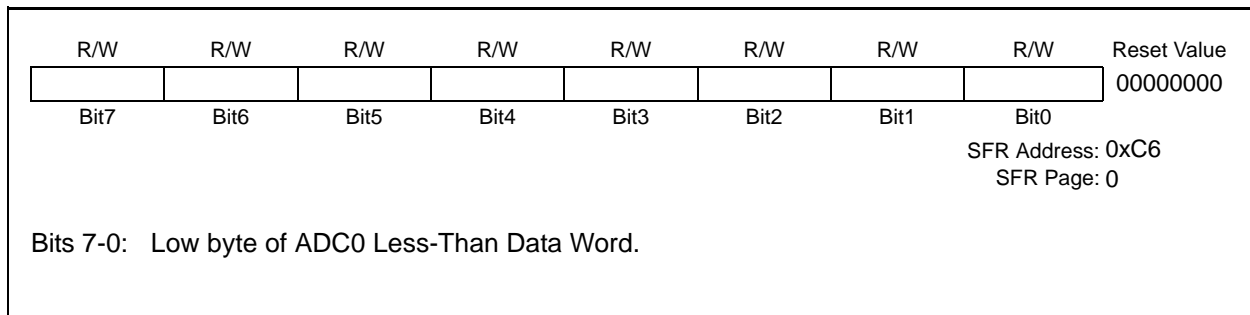 R/W R/W R/W R/W R/W R/W R/W R/W Reset Value
00000000
Bit7 Bit6 Bit5 Bit4 Bit3 Bit2 Bit1 Bit0
SFR Address: 0xC6
SFR Page: 0
Bits 7-0: Low byte of ADC0 Less-Than Data Word.